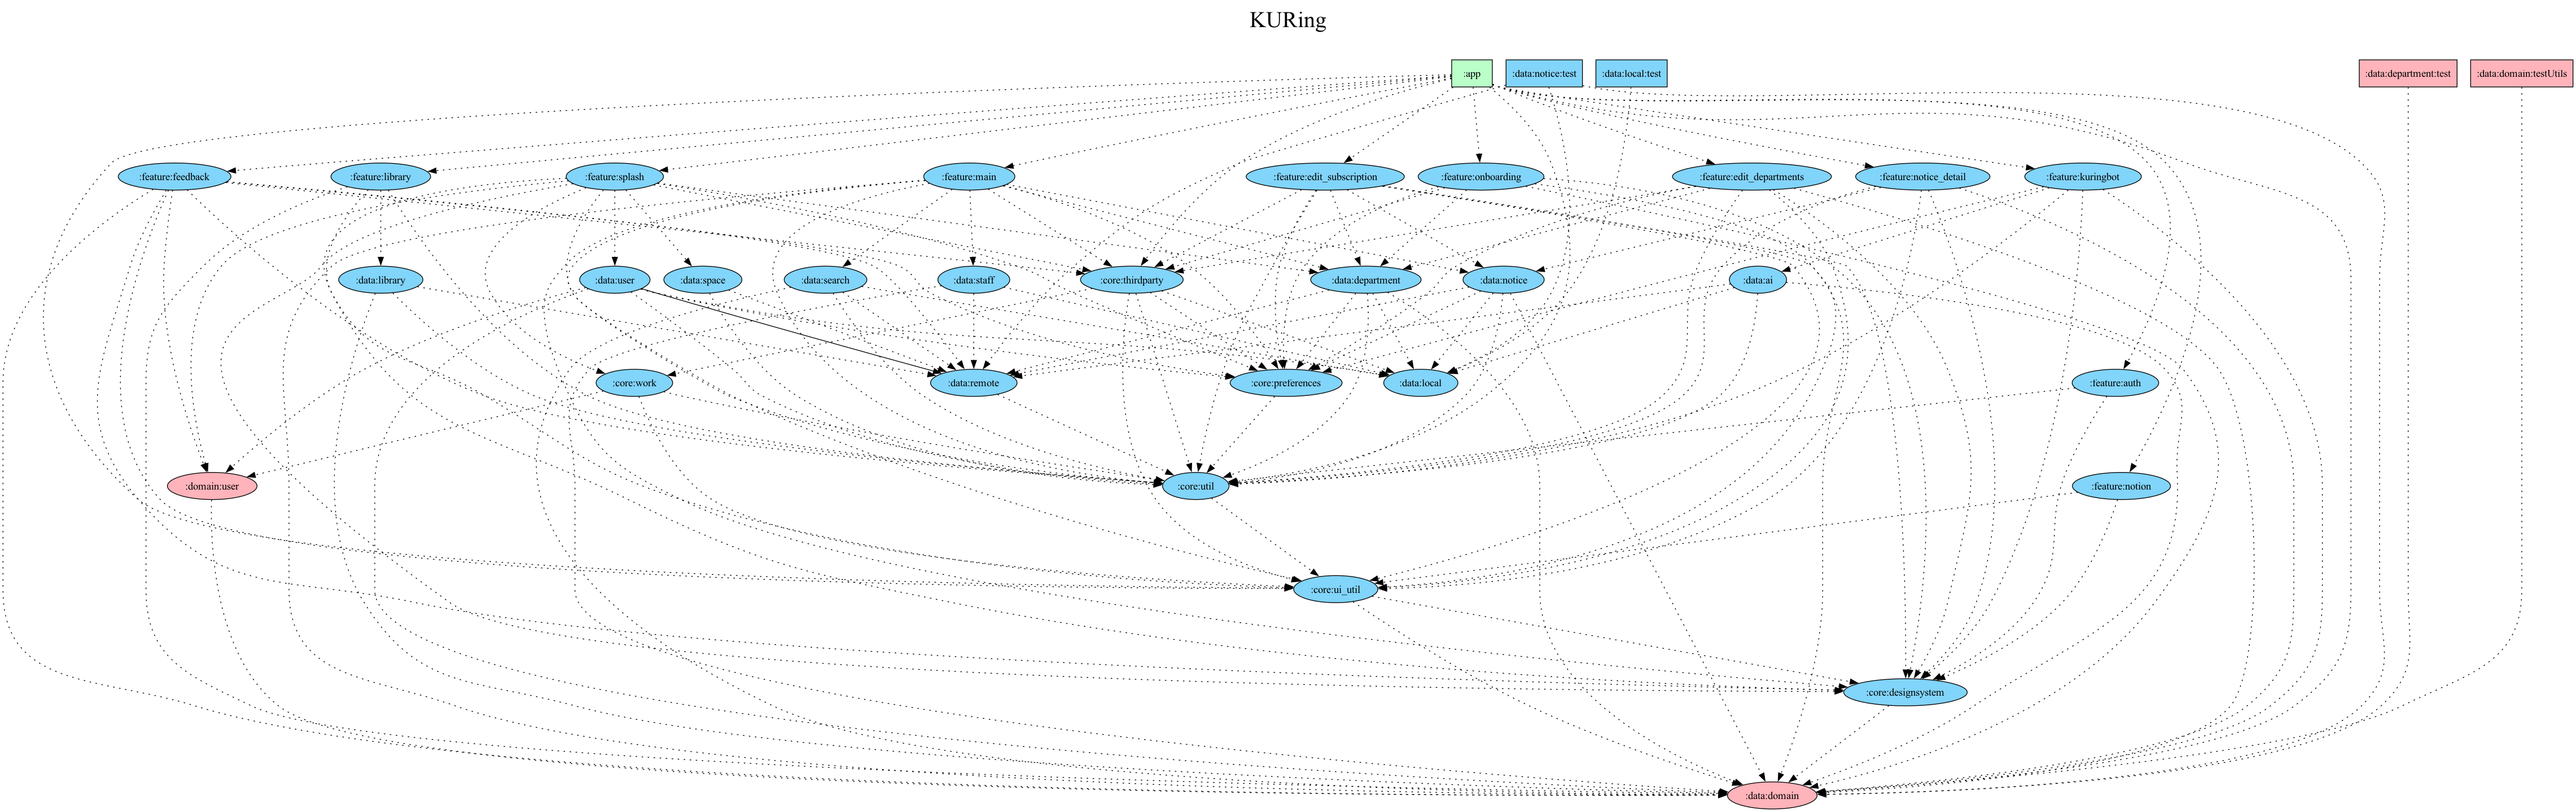 KURing
:app
:data:notice:test
:data:local:test
:data:department:test
:data:domain:testUtils
:feature:feedback
:feature:library
:feature:splash
:feature:main
:feature:edit_subscription
:feature:onboarding
:feature:edit_departments
:feature:notice_detail
:feature:kuringbot
:data:library
:data:user
:data:space
:data:search
:data:staff
:core:thirdparty
:data:department
:data:notice
:data:ai
:core:work
:data:remote
:core:preferences
:data:local
:feature:auth
:domain:user
:core:util
:feature:notion
:core:ui_util
:core:designsystem
:data:domain